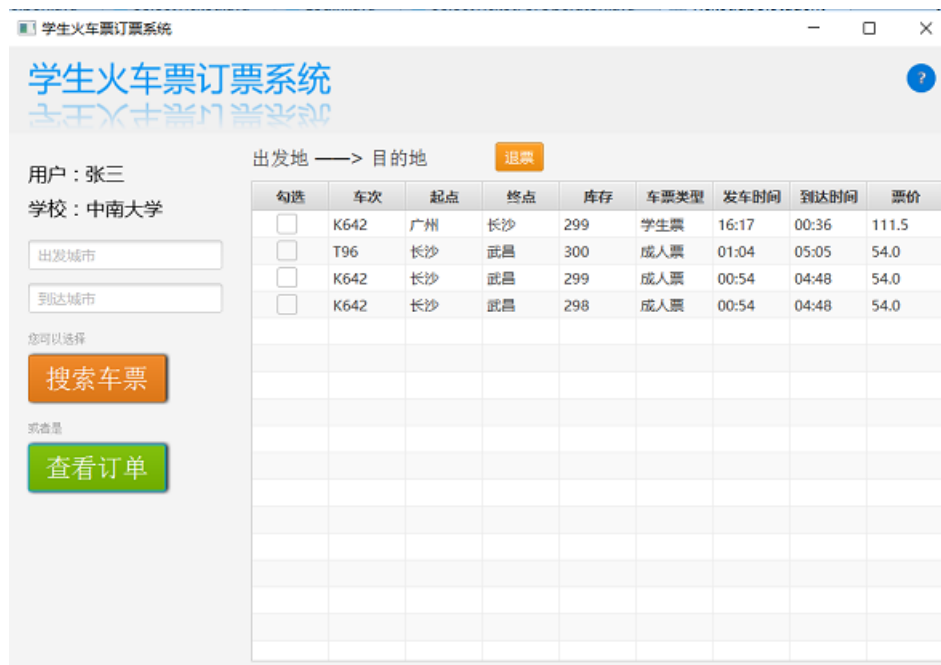 学生火车票订票系统
学生火车票订票系统
?
用户：张三
学校：中南大学
出发城市
到达城市
您可以选择
搜索车票
或者是
查看订单
出发地 ——> 目的地 退票
勾选 车次 起点 终点 库存 车票类型 发车时间 到达时间 票价
K642 广州 长沙 299 学生票 16:17 00:36 111.5
T96 长沙 武昌 300 成人票 01:04 05:05 54.0
K642 长沙 武昌 299 成人票 00:54 04:48 54.0
K642 长沙 武昌 298 成人票 00:54 04:48 54.0